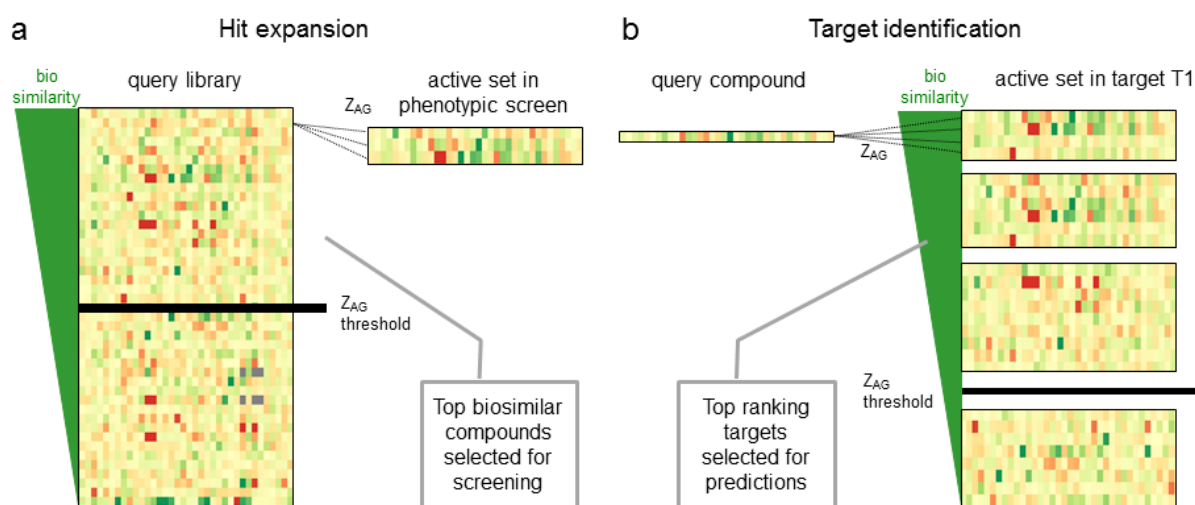 a
Hit expansion
bio
similarity
query library
active set in
phenotypic screen
ZAG
ZAG
threshold
Top biosimilar
compounds
selected for
screening
b
Target identification
query compound
bio
similarity
active set in target T1
ZAG
ZAG
threshold
Top ranking
targets
selected for
predictions